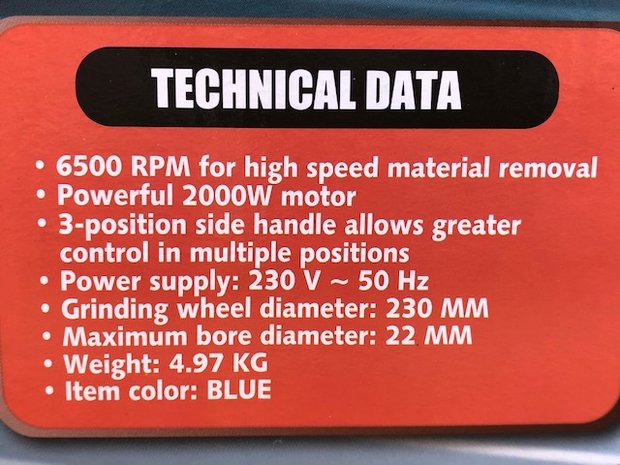 TECHNICAL DATA
• 6500 RPM for high speed material removal
• Powerful 2000W motor
• 3-position side handle allows greater
control in multiple positions
• Power supply: 230 V ~ 50 Hz
• Grinding wheel diameter: 230 MM
• Maximum bore diameter: 22 MM
• Weight: 4.97 KG
• Item color: BLUE